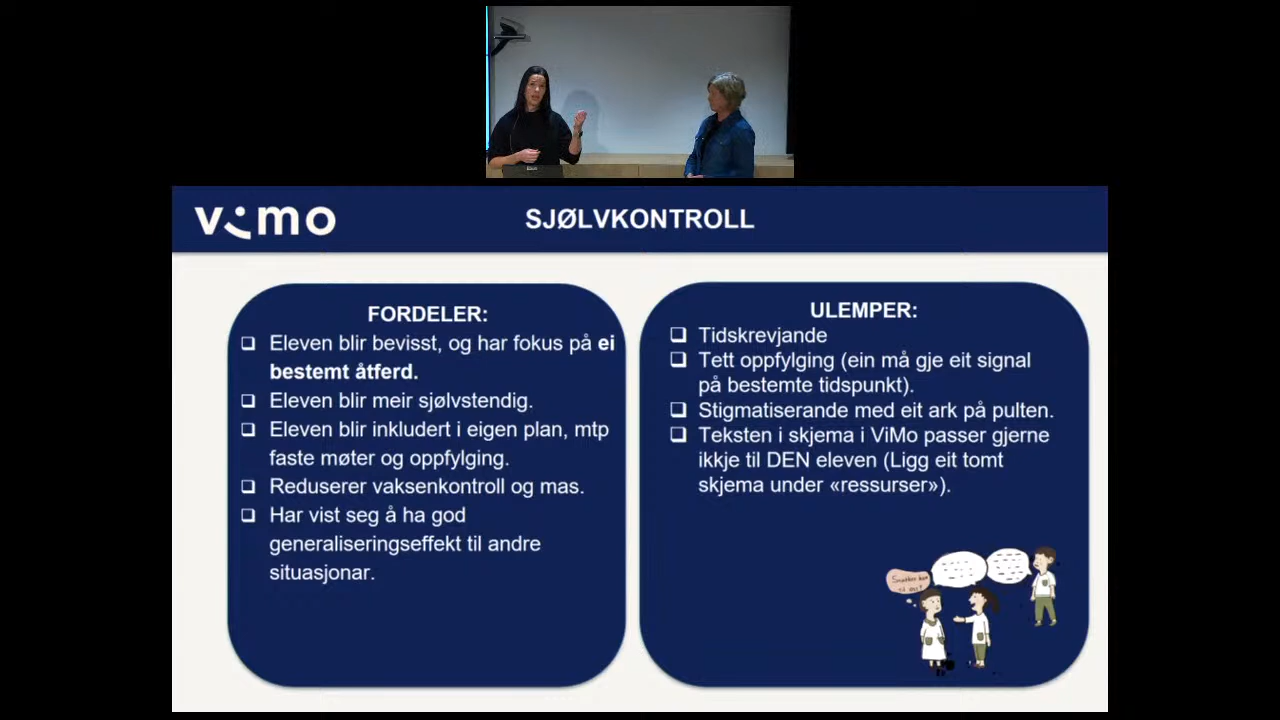 vimo
SJØLVKONTROLL
FORDELER:
❑ Eleven blir bevisst, og har fokus på ei
bestemt åtferd.
❑ Eleven blir meir sjølvstendig.
❑ Eleven blir inkludert i eigen plan, mtp
faste møter og oppfylging.
❑ Reduserer vaksenkontroll og mas.
❑ Har vist seg å ha god
generaliseringseffekt til andre
situasjonar.
ULEMPER:
❑ Tidskrevjande
❑ Tett oppfylging (ein må gje eit signal
på bestemte tidspunkt).
❑ Stigmatiserande med eit ark på pulten.
❑ Teksten i skjema i ViMo passer gjerne
ikkje til DEN eleven (Ligg eit tomt
skjema under «ressurser»).